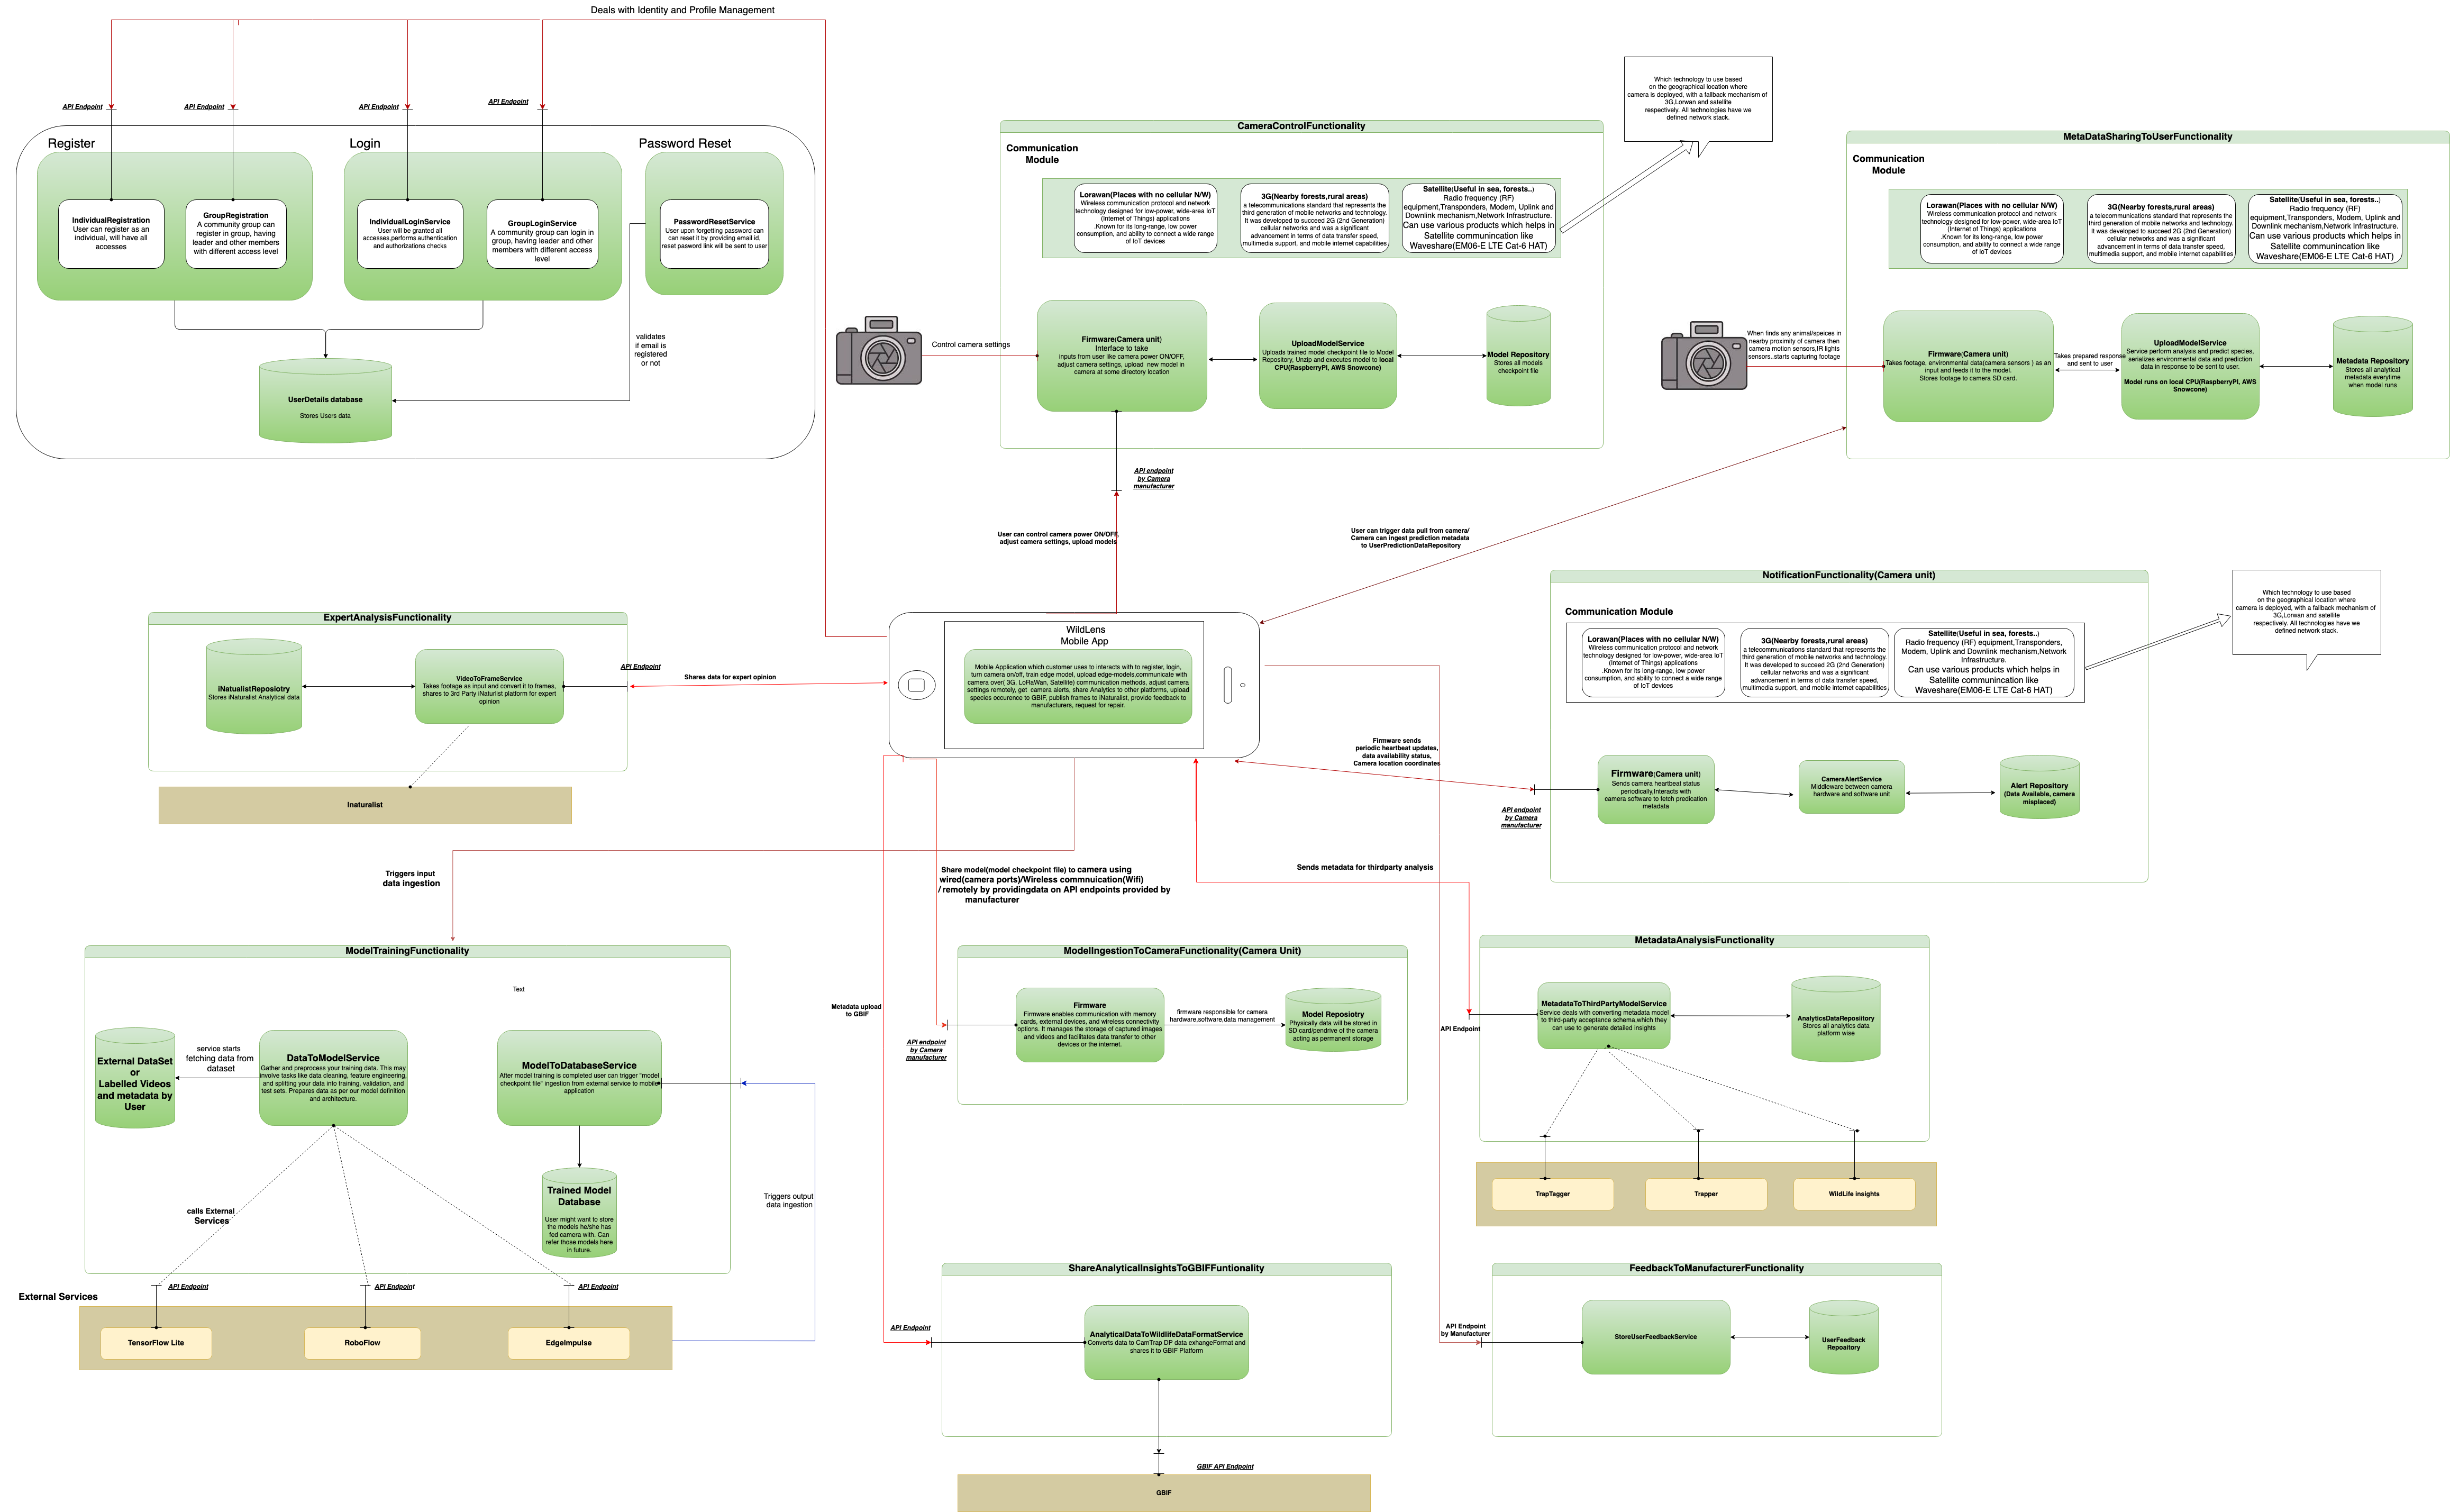 Deals with Identity and Profile Management
API Endpoint
API Endpoint
API Endpoint
API Endpoint
Register
Login
Password Reset
IndividualRegistration
User can register as an
individual, will have all
accesses
GroupRegistration
A community group can
register in group, having
leader and other members
with different access level
IndividualLoginService
User will be granted all
accesses,performs authentication
and authorizations checks
GroupLoginService
A community group can login in
group, having leader and other
members with different access
level
PasswordResetService
User upon forgetting password can
can reset it by providing email id,
reset pasword link will be sent to user
validates
if email is
registered
or not
UserDetails database
Stores Users data
Which technology to use based
on the geographical location where
camera is deployed, with a fallback mechanism of
3G,Lorwan and satellite
respectively. All technologies have we
defined network stack.
CameraControlFunctionality
Communication
Module
Lorawan(Places with no cellular N/W)
Wireless communication protocol and network
technology designed for low-power, wide-area IoT
(Internet of Things) applications
.Known for its long-range, low power
consumption, and ability to connect a wide range
of IoT devices
3G(Nearby forests,rural areas)
a telecommunications standard that represents the
third generation of mobile networks and technology.
It was developed to succeed 2G (2nd Generation)
cellular networks and was a significant
advancement in terms of data transfer speed,
multimedia support, and mobile internet capabilities
Satellite(Useful in sea, forests..)
Radio frequency (RF)
equipment,Transponders, Modem, Uplink and
Downlink mechanism,Network Infrastructure.
Can use various products which helps in
Satellite communincation like
Waveshare(EM06-E LTE Cat-6 HAT)
Control camera settings
Firmware(Camera unit)
Interface to take
inputs from user like camera power ON/OFF,
adjust camera settings, upload new model in
camera at some directory location
UploadModelService
Uploads trained model checkpoint file to Model
Repository, Unzip and executes model to local
CPU(RaspberryPI, AWS Snowcone)
Model Repository
Stores all models
checkpoint file
API endpoint
by Camera
manufacturer
User can control camera power ON/OFF,
adjust camera settings, upload models
MetaDataSharingToUserFunctionality
Communication
Module
Lorawan(Places with no cellular N/W)
Wireless communication protocol and network
technology designed for low-power, wide-area IoT
(Internet of Things) applications
.Known for its long-range, low power
consumption, and ability to connect a wide range
of IoT devices
3G(Nearby forests,rural areas)
a telecommunications standard that represents the
third generation of mobile networks and technology.
It was developed to succeed 2G (2nd Generation)
cellular networks and was a significant
advancement in terms of data transfer speed,
multimedia support, and mobile internet capabilities
Satellite(Useful in sea, forests..)
Radio frequency (RF)
equipment,Transponders, Modem, Uplink and
Downlink mechanism,Network Infrastructure.
Can use various products which helps in
Satellite communincation like
Waveshare(EM06-E LTE Cat-6 HAT)
When finds any animal/speices in
nearby proximity of camera then
camera motion sensors,IR lights
sensors..starts capturing footage
Firmware(Camera unit)
Takes footage, environmental data(camera sensors ) as an
input and feeds it to the model.
Stores footage to camera SD card.
Takes prepared response
and sent to user
UploadModelService
Service perform analysis and predict species,
serializes environmental data and prediction
data in response to be sent to user.
Model runs on local CPU(RaspberryPI, AWS
Snowcone)
Metadata Repository
Stores all analytical
metadata everytime
when model runs
User can trigger data pull from camera/
Camera can ingest prediction metadata
to UserPredictionDataRepository
ExpertAnalysisFunctionality
iNatualistReposiotry
Stores iNaturalist Analytical data
VideoToFrameService
Takes footage as input and convert it to frames,
shares to 3rd Party iNaturlist platform for expert
opinion
API Endpoint
Shares data for expert opinion
Inaturalist
WildLens
Mobile App
Mobile Application which customer uses to interacts with to register, login,
turn camera on/off, train edge model, upload edge-models,communicate with
camera over( 3G, LoRaWan, Satellite) communication methods, adjust camera
settings remotely, get camera alerts, share Analytics to other platforms, upload
species occurence to GBIF, publish frames to iNaturalist, provide feedback to
manufacturers, request for repair.
NotificationFunctionality(Camera unit)
Communication Module
Lorawan(Places with no cellular N/W)
Wireless communication protocol and network
technology designed for low-power, wide-area IoT
(Internet of Things) applications
.Known for its long-range, low power
consumption, and ability to connect a wide range
of IoT devices
3G(Nearby forests,rural areas)
a telecommunications standard that represents the
third generation of mobile networks and technology.
It was developed to succeed 2G (2nd Generation)
cellular networks and was a significant
advancement in terms of data transfer speed,
multimedia support, and mobile internet capabilities
Satellite(Useful in sea, forests..)
Radio frequency (RF) equipment,Transponders,
Modem, Uplink and Downlink mechanism,Network
Infrastructure.
Can use various products which helps in
Satellite communincation like
Waveshare(EM06-E LTE Cat-6 HAT)
Which technology to use based
on the geographical location where
camera is deployed, with a fallback mechanism of
3G,Lorwan and satellite
respectively. All technologies have we
defined network stack.
Firmware sends
periodic heartbeat updates,
data availability status,
Camera location coordinates
API endpoint
by Camera
manufacturer
Firmware(Camera unit)
Sends camera heartbeat status
periodically,Interacts with
camera software to fetch predication
metadata
CameraAlertService
Middleware between camera
hardware and software unit
Alert Repository
(Data Available, camera
misplaced)
Triggers input
data ingestion
Share model(model checkpoint file) to camera using
wired(camera ports)/Wireless commnuication(Wifi)
/ remotely by providingdata on API endpoints provided by
manufacturer
Sends metadata for thirdparty analysis
ModelTrainingFunctionality
Text
External DataSet
or
Labelled Videos
and metadata by
User
service starts
fetching data from
dataset
DataToModelService
Gather and preprocess your training data. This may
involve tasks like data cleaning, feature engineering,
and splitting your data into training, validation, and
test sets. Prepares data as per our model definition
and architecture.
ModelToDatabaseService
After model training is completed user can trigger "model
checkpoint file" ingestion from external service to mobile
application
Trained Model
Database
User might want to store
the models he/she has
fed camera with. Can
refer those models here
in future.
calls External
Services
Triggers output
data ingestion
API Endpoint
API Endpoint
API Endpoint
External Services
TensorFlow Lite
RoboFlow
EdgeImpulse
Metadata upload
to GBIF
ModelIngestionToCameraFunctionality(Camera Unit)
API endpoint
by Camera
manufacturer
Firmware
Firmware enables communication with memory
cards, external devices, and wireless connectivity
options. It manages the storage of captured images
and videos and facilitates data transfer to other
devices or the internet.
firmware responsible for camera
hardware,software,data management
Model Reposiotry
Physically data will be stored in
SD card/pendrive of the camera
acting as permanent storage
MetadataAnalysisFunctionality
API Endpoint
MetadataToThirdPartyModelService
Service deals with converting metadata model
to third-party acceptance schema,which they
can use to generate detailed insights
AnalyticsDataRepository
Stores all analytics data
platform wise
TrapTagger
Trapper
WildLife insights
ShareAnalyticalInsightsToGBIFFuntionality
API Endpoint
AnalyticalDataToWildlifeDataFormatService
Converts data to CamTrap DP data exhangeFormat and
shares it to GBIF Platform
GBIF API Endpoint
GBIF
FeedbackToManufacturerFunctionality
API Endpoint
by Manufacturer
StoreUserFeedbackService
UserFeedback
Repoaitory